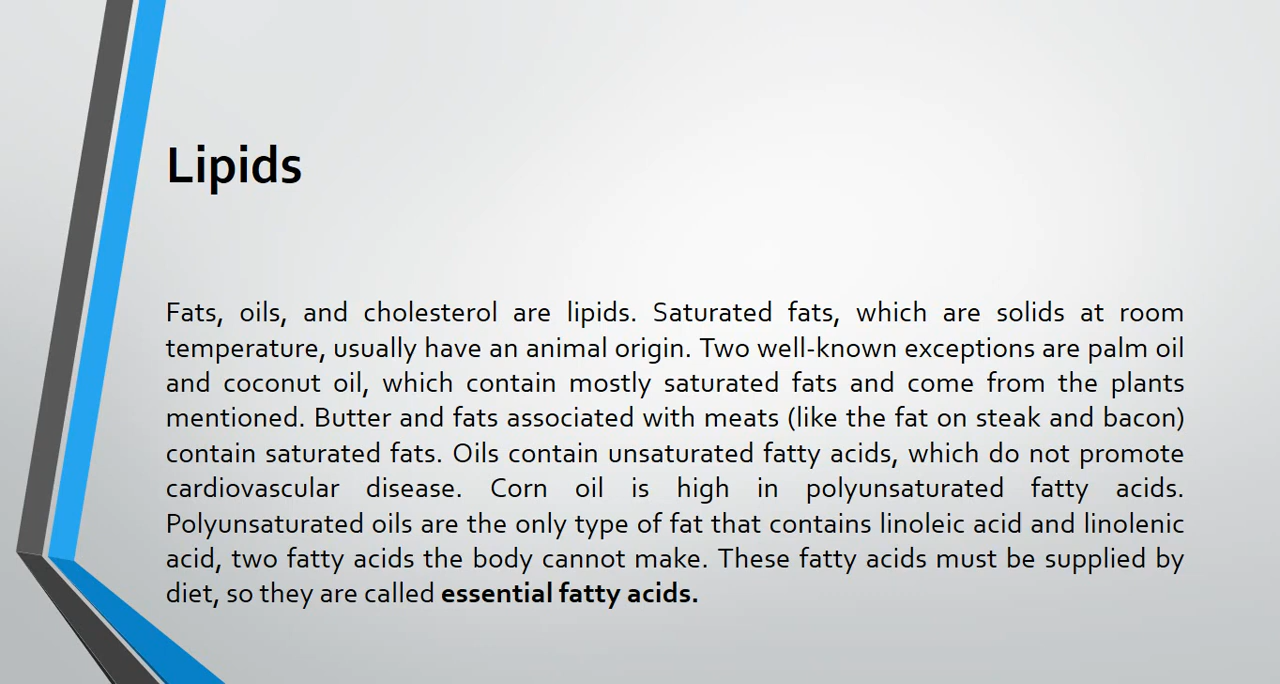 Lipids
Fats, oils, and cholesterol are lipids. Saturated fats, which are solids at room
temperature, usually have an animal origin. Two well-known exceptions are palm oil
and coconut oil, which contain mostly saturated fats and come from the plants
mentioned. Butter and fats associated with meats (like the fat on steak and bacon)
contain saturated fats. Oils contain unsaturated fatty acids, which do not promote
cardiovascular disease. Corn oil is high in polyunsaturated fatty acids.
Polyunsaturated oils are the only type of fat that contains linoleic acid and linolenic
acid, two fatty acids the body cannot make. These fatty acids must be supplied by
diet, so they are called essential fatty acids.